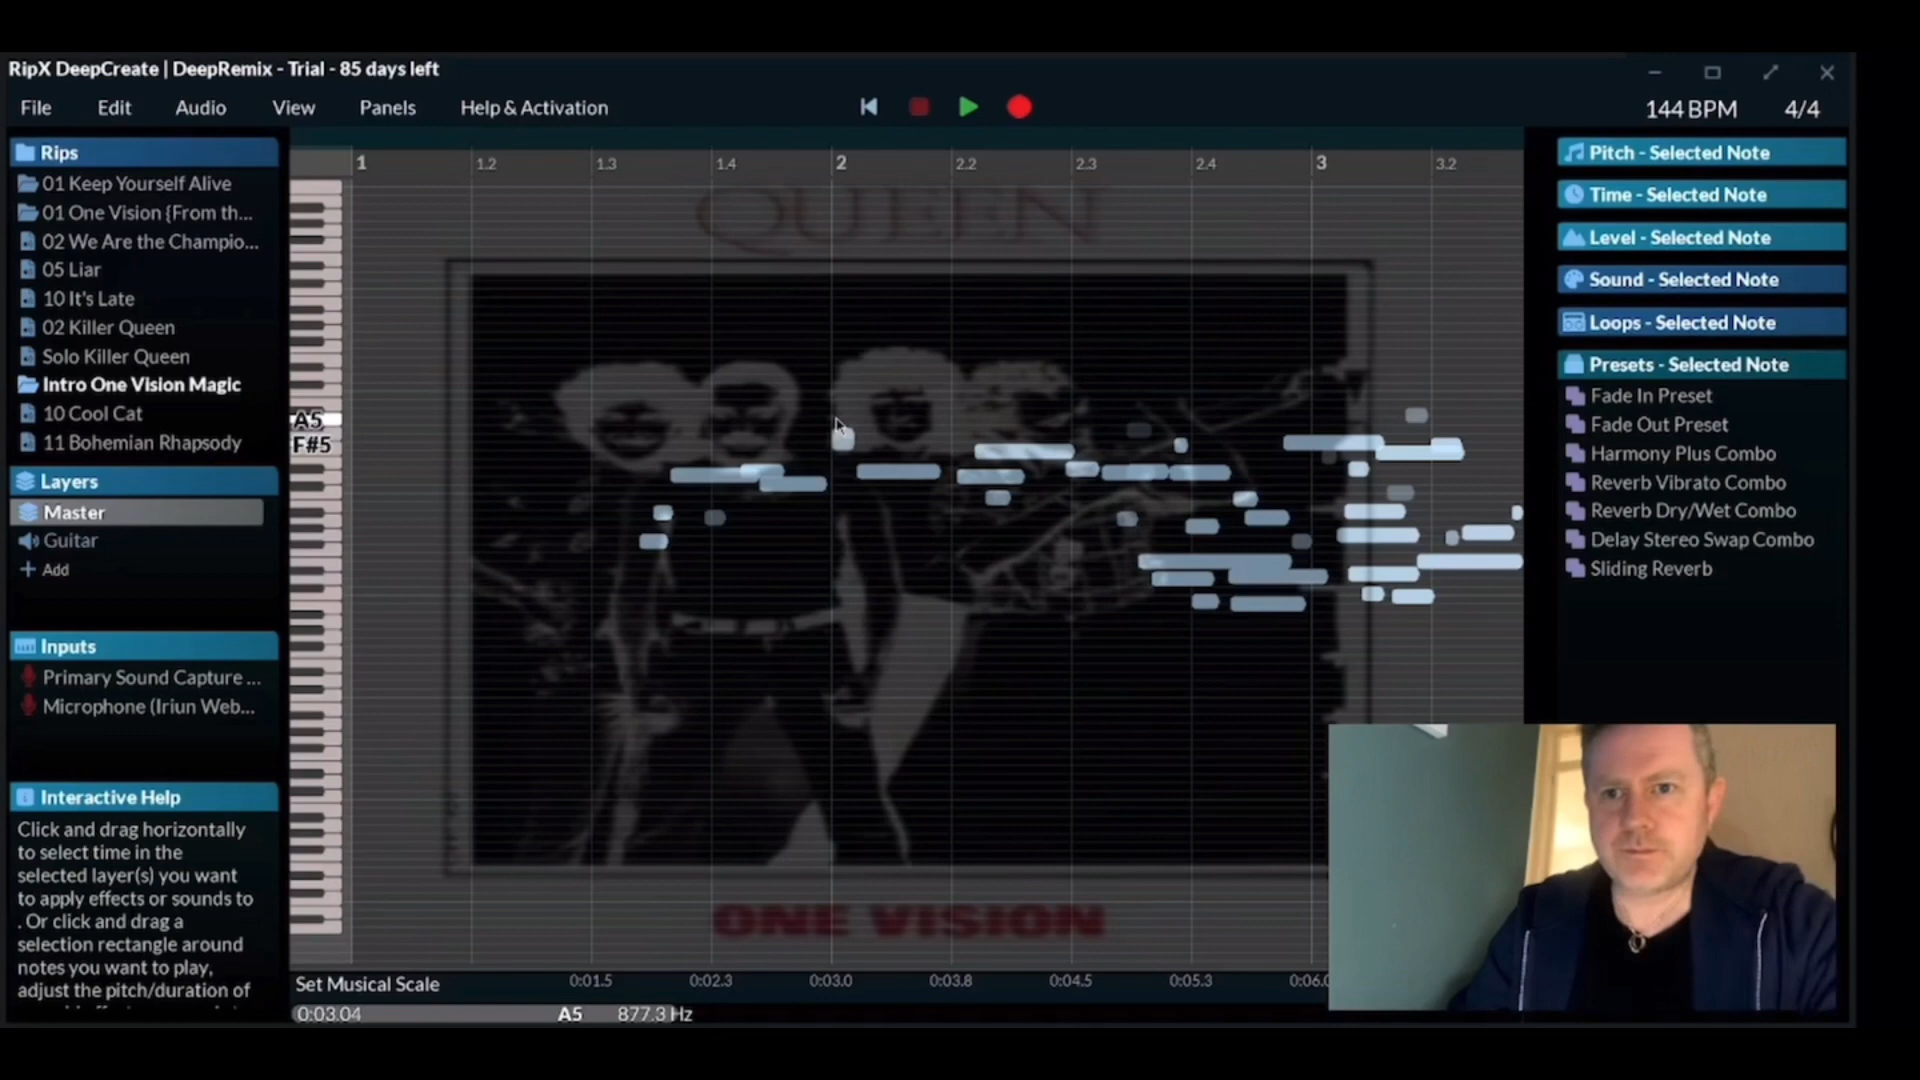 RipX DeepCreate | DeepRemix - Trial - 85 days left
File Edit Audio View Panels Help & Activation
144 BPM 4/4
Rips
01 Keep Yourself Alive
01 One Vision {From th...
02 We Are the Champio...
05 Liar
10 It's Late
02 Killer Queen
Solo Killer Queen
Intro One Vision Magic
10 Cool Cat
11 Bohemian Rhapsody
Layers
Master
Guitar
Add
Inputs
Primary Sound Capture ...
Microphone (Iriun Web...
Interactive Help
Click and drag horizontally
to select time in the
selected layer(s) you want
to apply effects or sounds to
. Or click and drag a
selection rectangle around
notes you want to play,
adjust the pitch/duration of
1 1.2 1.3 1.4 2 2.2 2.3 2.4 3 3.2
QUEEN
A5
F#5
ONE VISION
Set Musical Scale 0:01.5 0:02.3 0:03.0 0:03.8 0:04.5 0:05.3 0:06.0
0:03.04 A5 877.3 Hz
Pitch - Selected Note
Time - Selected Note
Level - Selected Note
Sound - Selected Note
Loops - Selected Note
Presets - Selected Note
Fade In Preset
Fade Out Preset
Harmony Plus Combo
Reverb Vibrato Combo
Reverb Dry/Wet Combo
Delay Stereo Swap Combo
Sliding Reverb